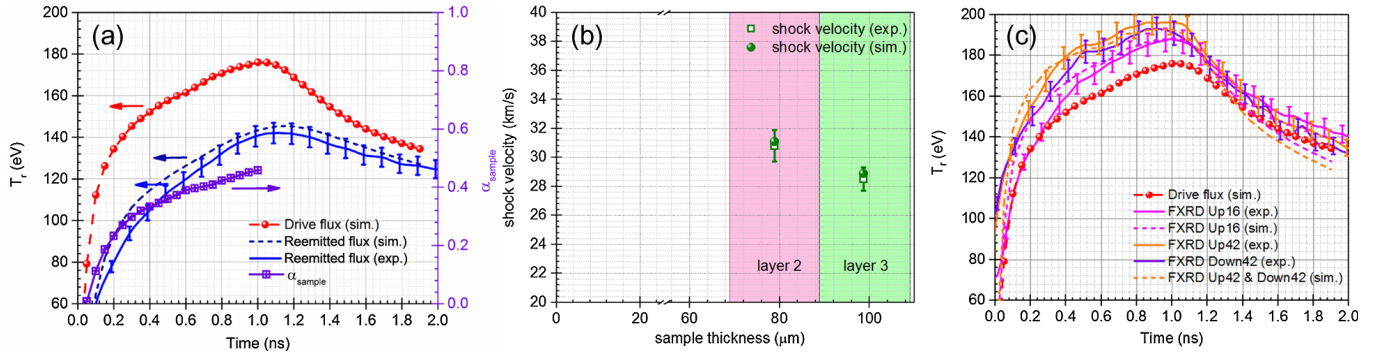 (a)
200
180
160
140
120
100
80
60
T_r (eV)
0.0 0.2 0.4 0.6 0.8 1.0 1.2 1.4 1.6 1.8 2.0
Time (ns)
1.0
0.8
0.6
0.4
0.2
0.0
α_sample
Drive flux (sim.)
Reemitted flux (sim.)
Reemitted flux (exp.)
α_sample
(b)
40
38
36
34
32
30
28
26
24
22
20
shock velocity (km/s)
shock velocity (exp.)
shock velocity (sim.)
layer 2 layer 3
0 20 60 80 100
sample thickness (μm)
(c)
200
180
160
140
120
100
80
60
T_r (eV)
Drive flux (sim.)
FXRD Up16 (exp.)
FXRD Up16 (sim.)
FXRD Up42 (exp.)
FXRD Down42 (exp.)
FXRD Up42 & Down42 (sim.)
0.0 0.2 0.4 0.6 0.8 1.0 1.2 1.4 1.6 1.8 2.0
Time (ns)